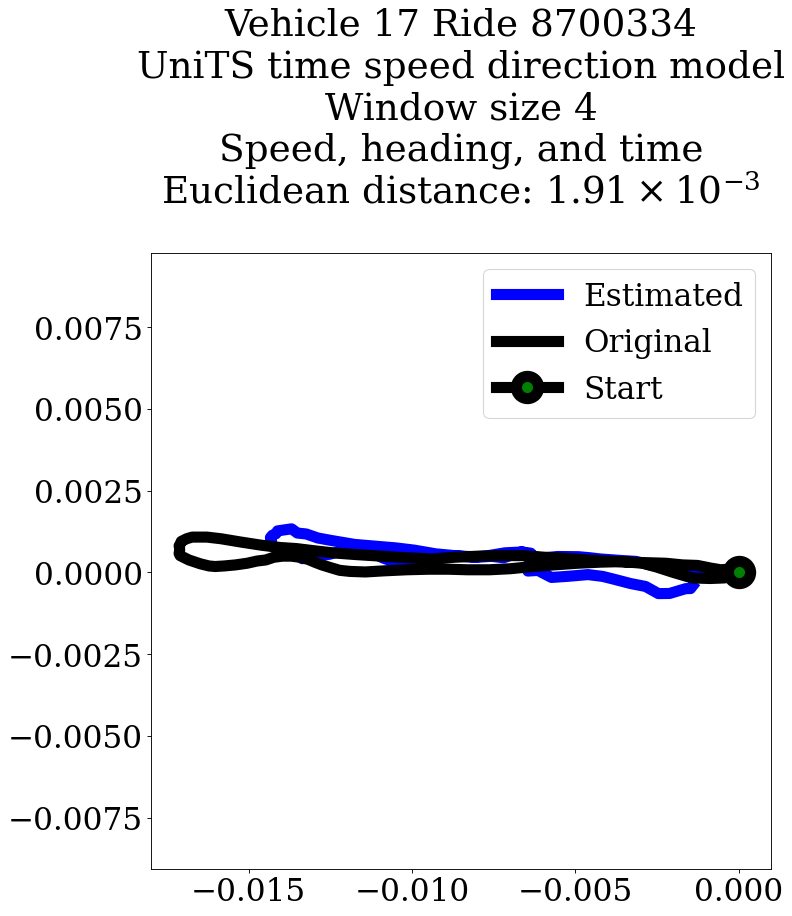 Vehicle 17 Ride 8700334
UniTS time speed direction model
Window size 4
Speed, heading, and time
Euclidean distance: 1.91 × 10⁻³
Estimated
Original
Start
0.0075
0.0050
0.0025
0.0000
−0.0025
−0.0050
−0.0075
−0.015 −0.010 −0.005 0.000